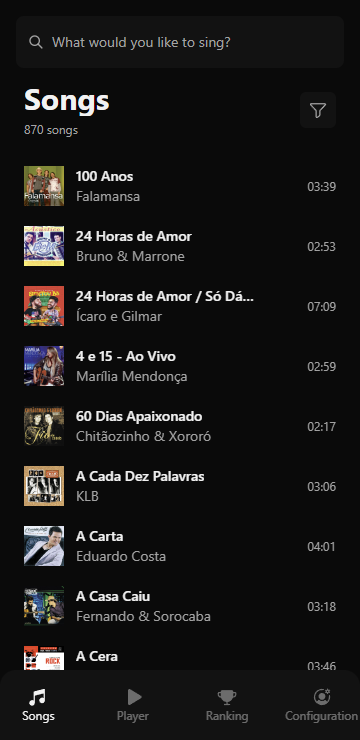 What would you like to sing?
Songs
870 songs
100 Anos
Falamansa
03:39
24 Horas de Amor
Bruno & Marrone
02:53
24 Horas de Amor / Só Dá...
Ícaro e Gilmar
07:09
4 e 15 - Ao Vivo
Marília Mendonça
02:59
60 Dias Apaixonado
Chitãozinho & Xororó
02:17
A Cada Dez Palavras
KLB
03:06
A Carta
Eduardo Costa
04:01
A Casa Caiu
Fernando & Sorocaba
03:18
A Cera
03:46
Songs
Player
Ranking
Configuration